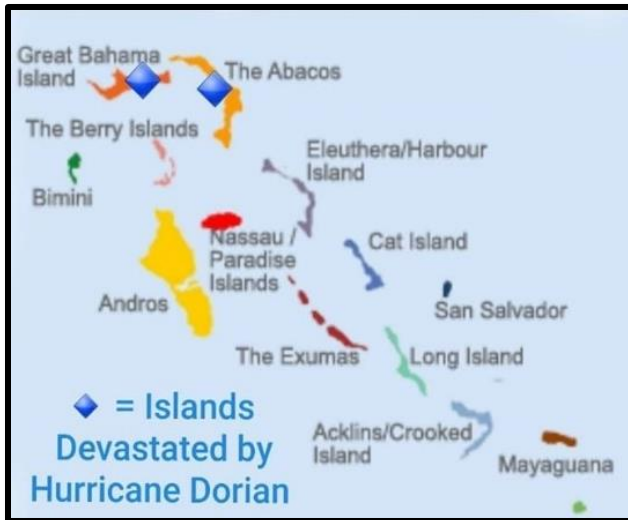 Great Bahama
Island
The Abacos
The Berry Islands
Bimini
Eleuthera/Harbour
Island
Nassau /
Paradise
Islands
Cat Island
Andros
San Salvador
The Exumas
Long Island
Acklins/Crooked
Island
Mayaguana
= Islands
Devastated by
Hurricane Dorian